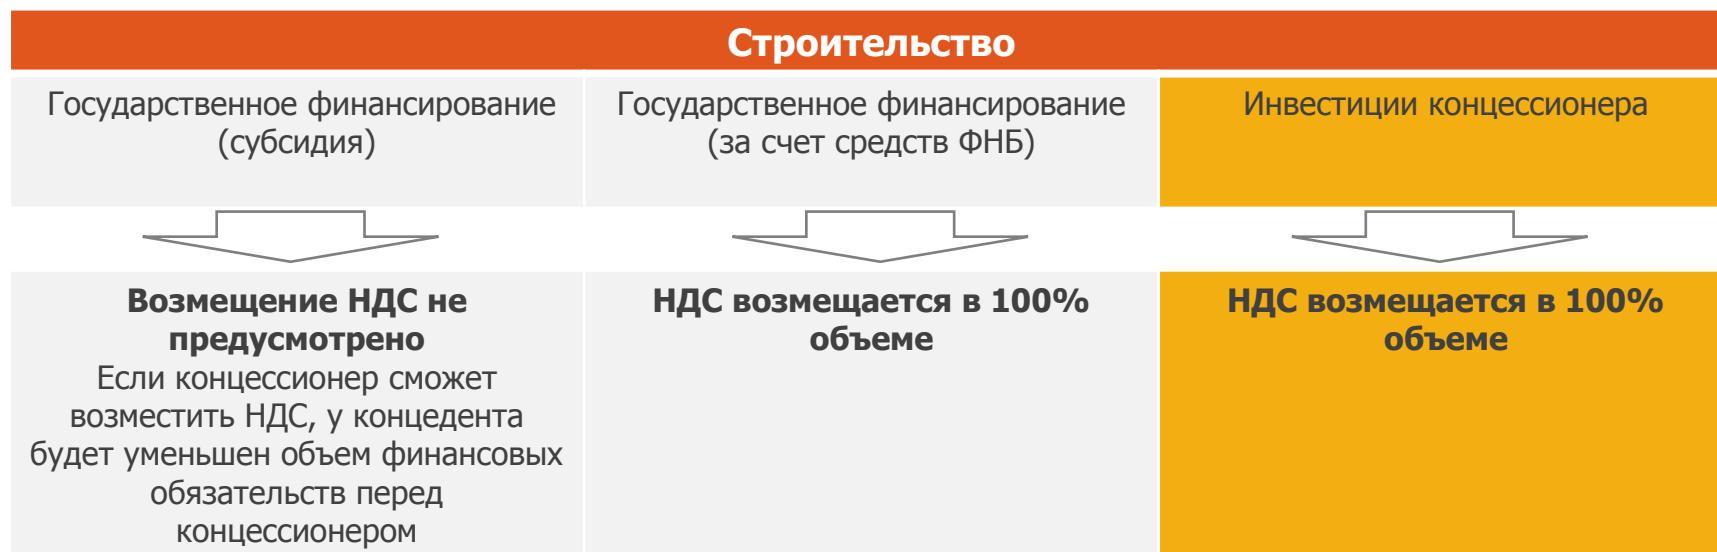 Строительство
Государственное финансирование
(субсидия)
Государственное финансирование
(за счет средств ФНБ)
Инвестиции концессионера
Возмещение НДС не
предусмотрено
Если концессионер сможет
возместить НДС, у концедента
будет уменьшен объем финансовых
обязательств перед
концессионером
НДС возмещается в 100%
объеме
НДС возмещается в 100%
объеме